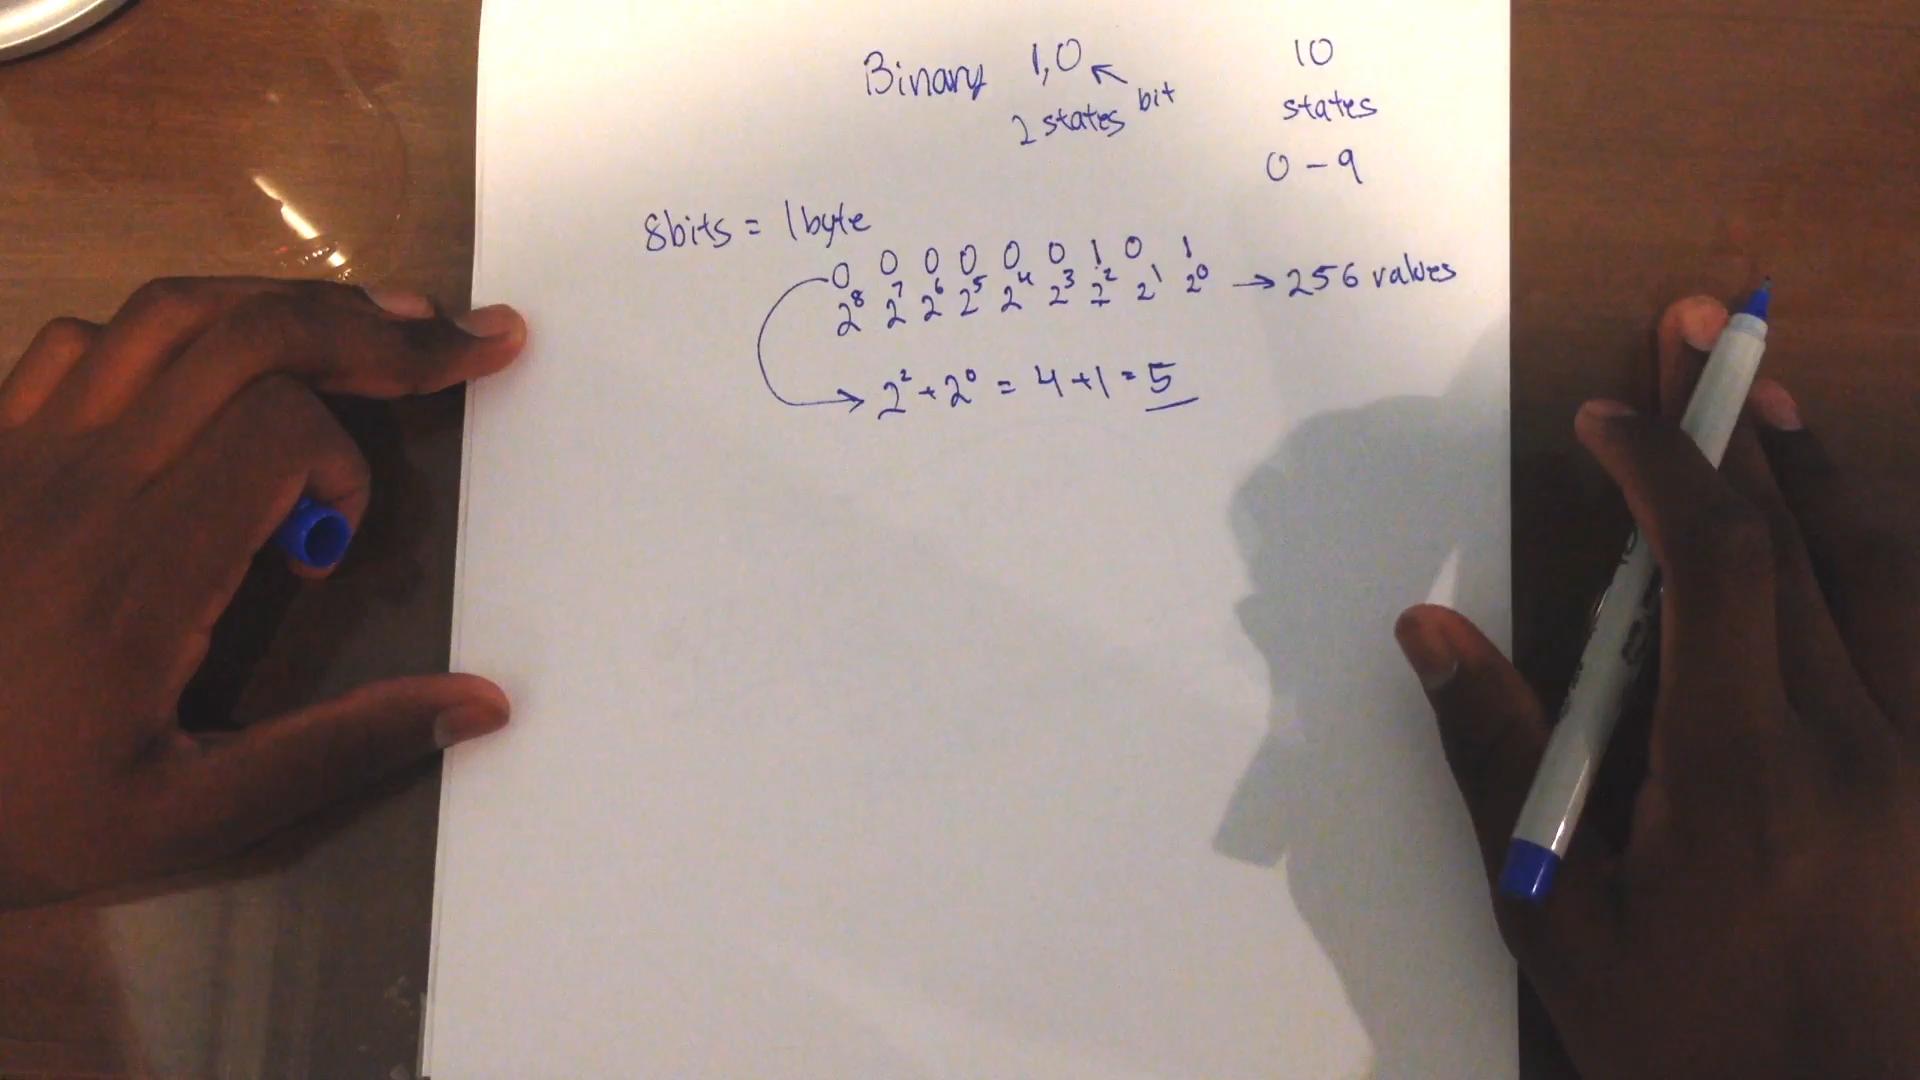 Binary 1,0
2 states bit
10
states
0 - 9
8bits = 1byte
0 0 0 0 0 0 1 0 1
2⁸ 2⁷ 2⁶ 2⁵ 2⁴ 2³ 2² 2¹ 2⁰ → 256 values
→ 2² + 2⁰ = 4 + 1 = 5